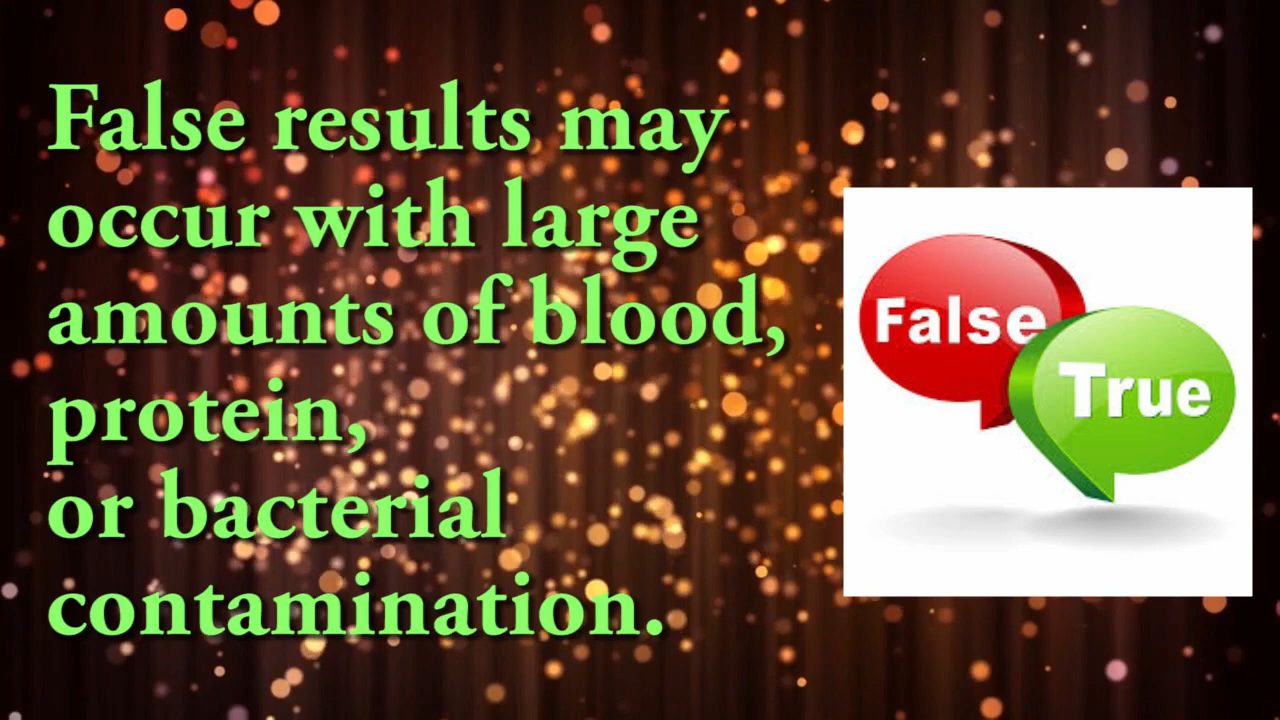 False results may
occur with large
amounts of blood,
protein,
or bacterial
contamination.
False
True